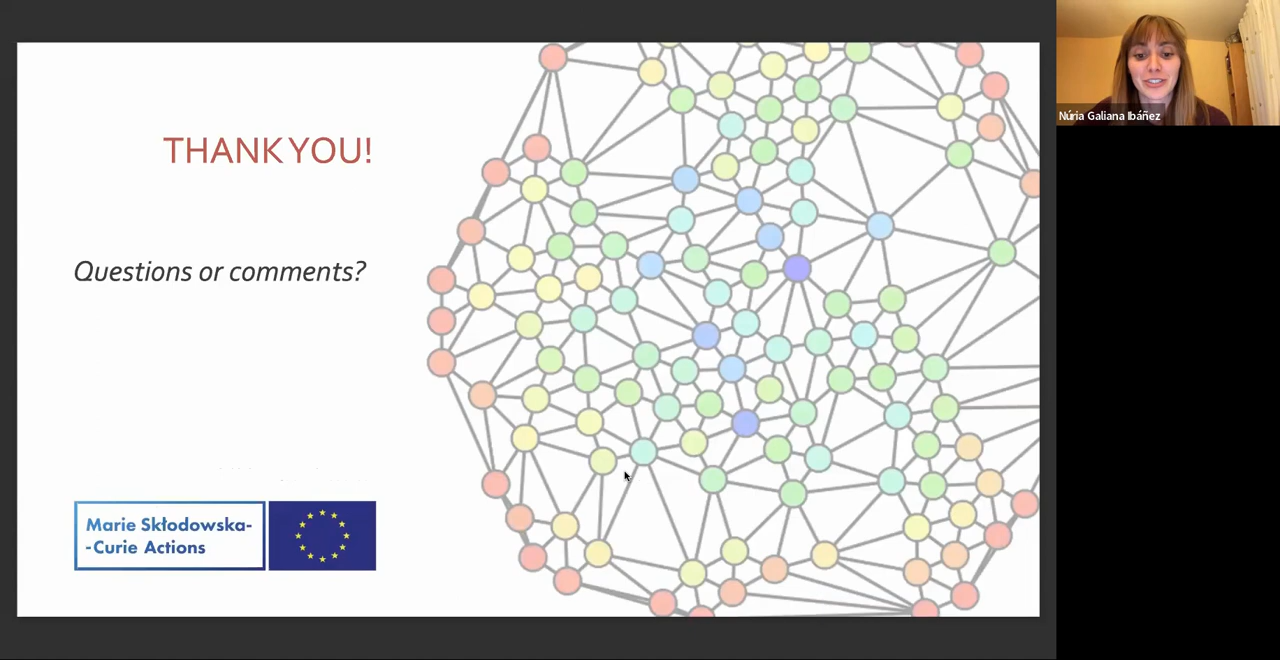 THANK YOU!
Questions or comments?
Marie Skłodowska-
-Curie Actions
Núria Galiana Ibáñez